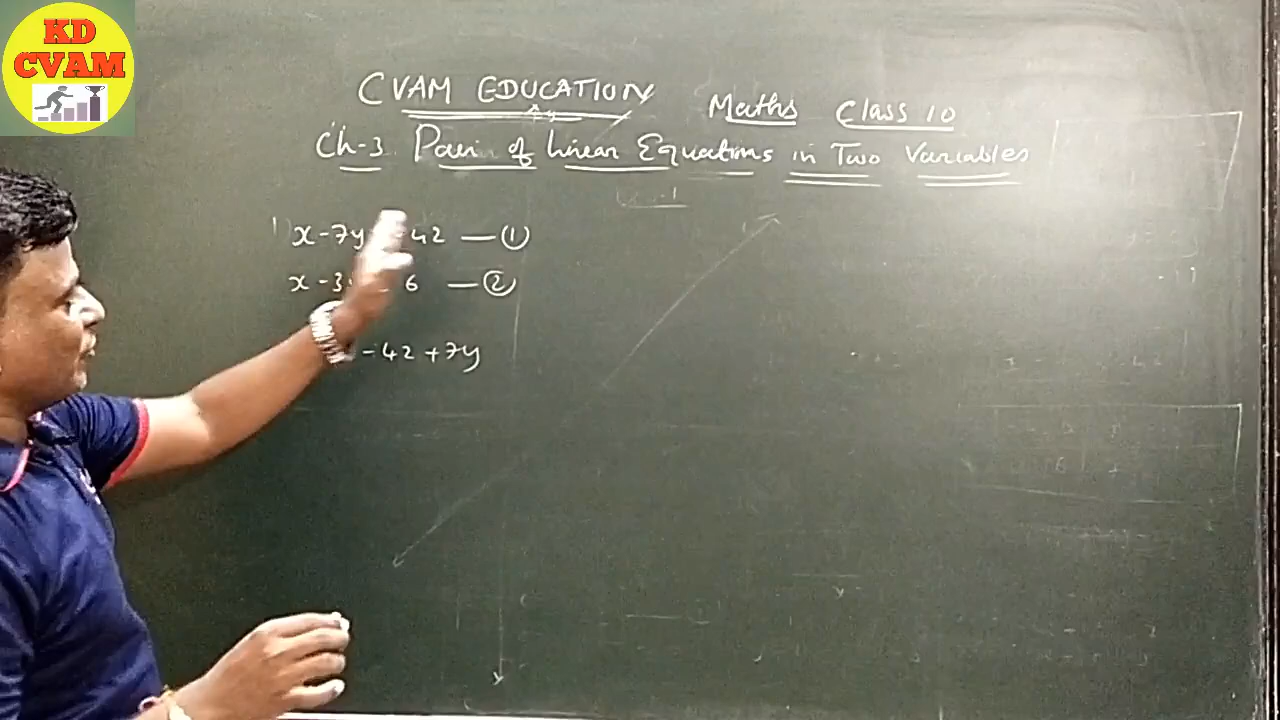 KD
CVAM
CVAM EDUCATION
Maths Class 10
Ch-3 Pair of Linear Equations in Two Variables
1) x-7y 42 — ①
x-3 6 — ②
-42+7y